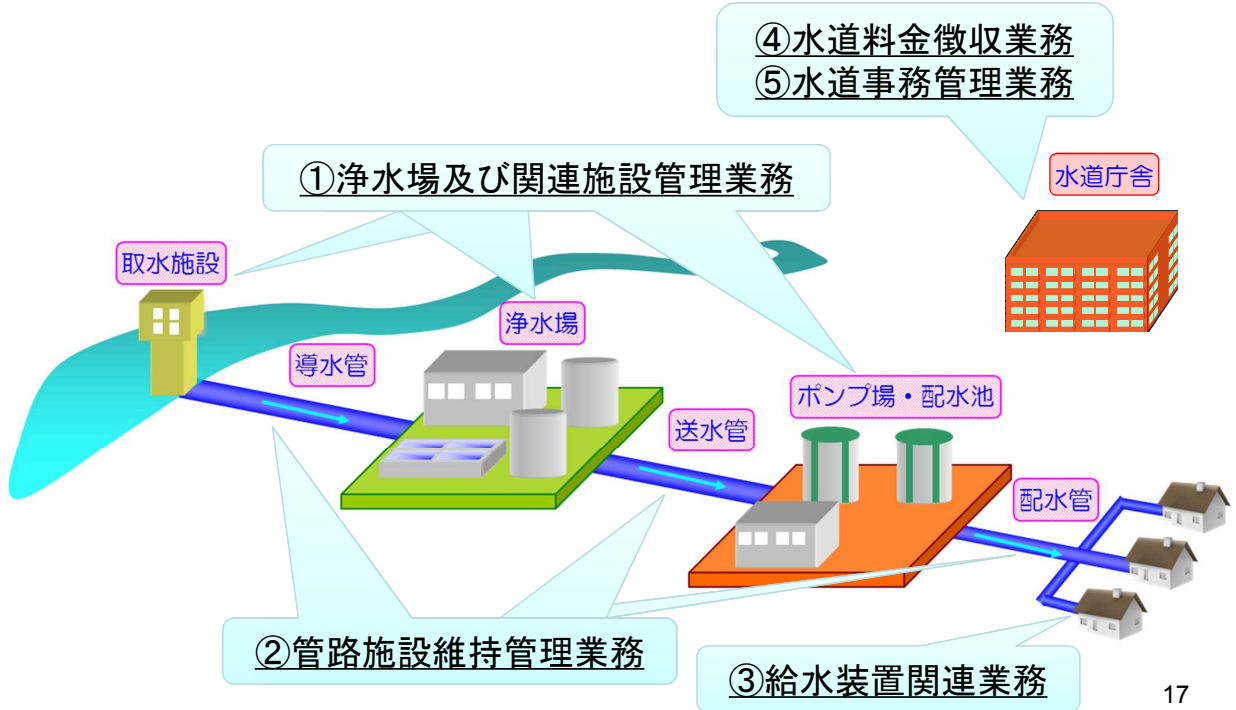 ④水道料金徴収業務
⑤水道事務管理業務
①浄水場及び関連施設管理業務
水道庁舎
取水施設
浄水場
導水管
ポンプ場・配水池
送水管
配水管
②管路施設維持管理業務
③給水装置関連業務
17